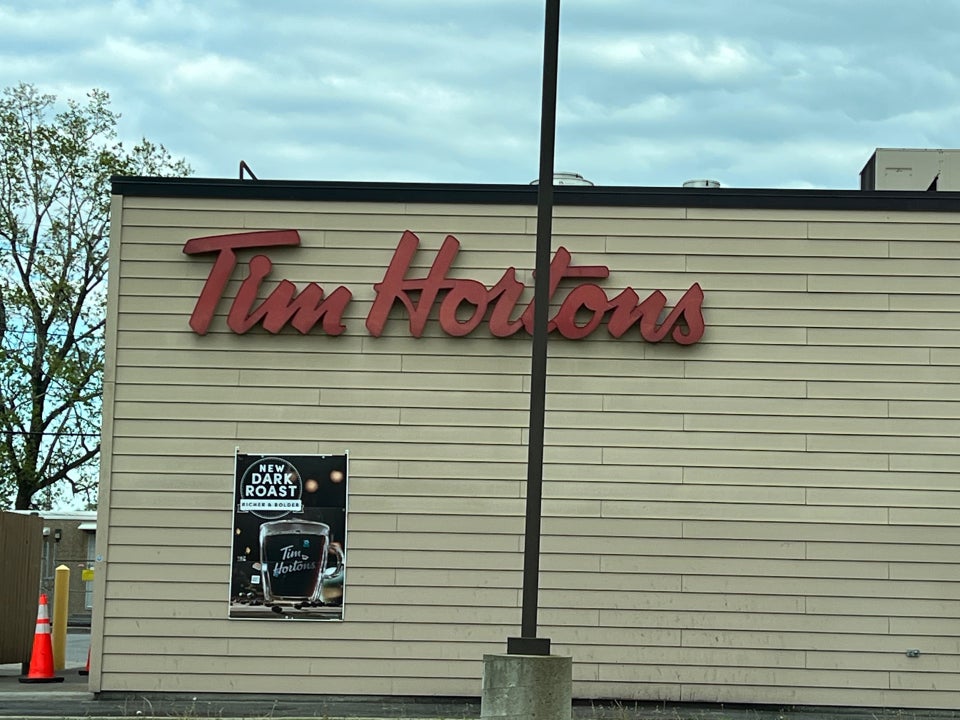 Tim Hortons
NEW
DARK
ROAST
RICHER & BOLDER
Tim
Hortons